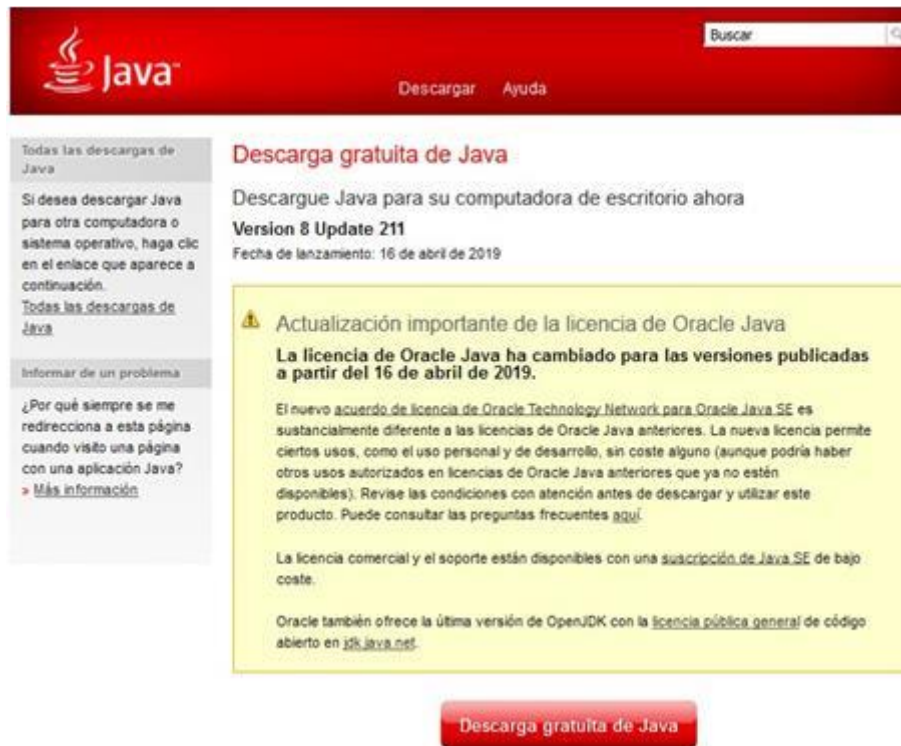 Java
Buscar
Descargar Ayuda
Todas las descargas de
Java
Si desea descargar Java
para otra computadora o
sistema operativo, haga clic
en el enlace que aparece a
continuación.
Todas las descargas de
Java
Informar de un problema
¿Por qué siempre se me
redirecciona a esta página
cuando visito una página
con una aplicación Java?
» Más información
Descarga gratuita de Java
Descargue Java para su computadora de escritorio ahora
Version 8 Update 211
Fecha de lanzamiento: 16 de abril de 2019
Actualización importante de la licencia de Oracle Java
La licencia de Oracle Java ha cambiado para las versiones publicadas
a partir del 16 de abril de 2019.
El nuevo acuerdo de licencia de Oracle Technology Network para Oracle Java SE es
sustancialmente diferente a las licencias de Oracle Java anteriores. La nueva licencia permite
ciertos usos, como el uso personal y de desarrollo, sin coste alguno (aunque podría haber
otros usos autorizados en licencias de Oracle Java anteriores que ya no estén
disponibles). Revise las condiciones con atención antes de descargar y utilizar este
producto. Puede consultar las preguntas frecuentes aquí.
La licencia comercial y el soporte están disponibles con una suscripción de Java SE de bajo
coste.
Oracle también ofrece la última versión de OpenJDK con la licencia pública general de código
abierto en jdk.java.net.
Descarga gratuita de Java